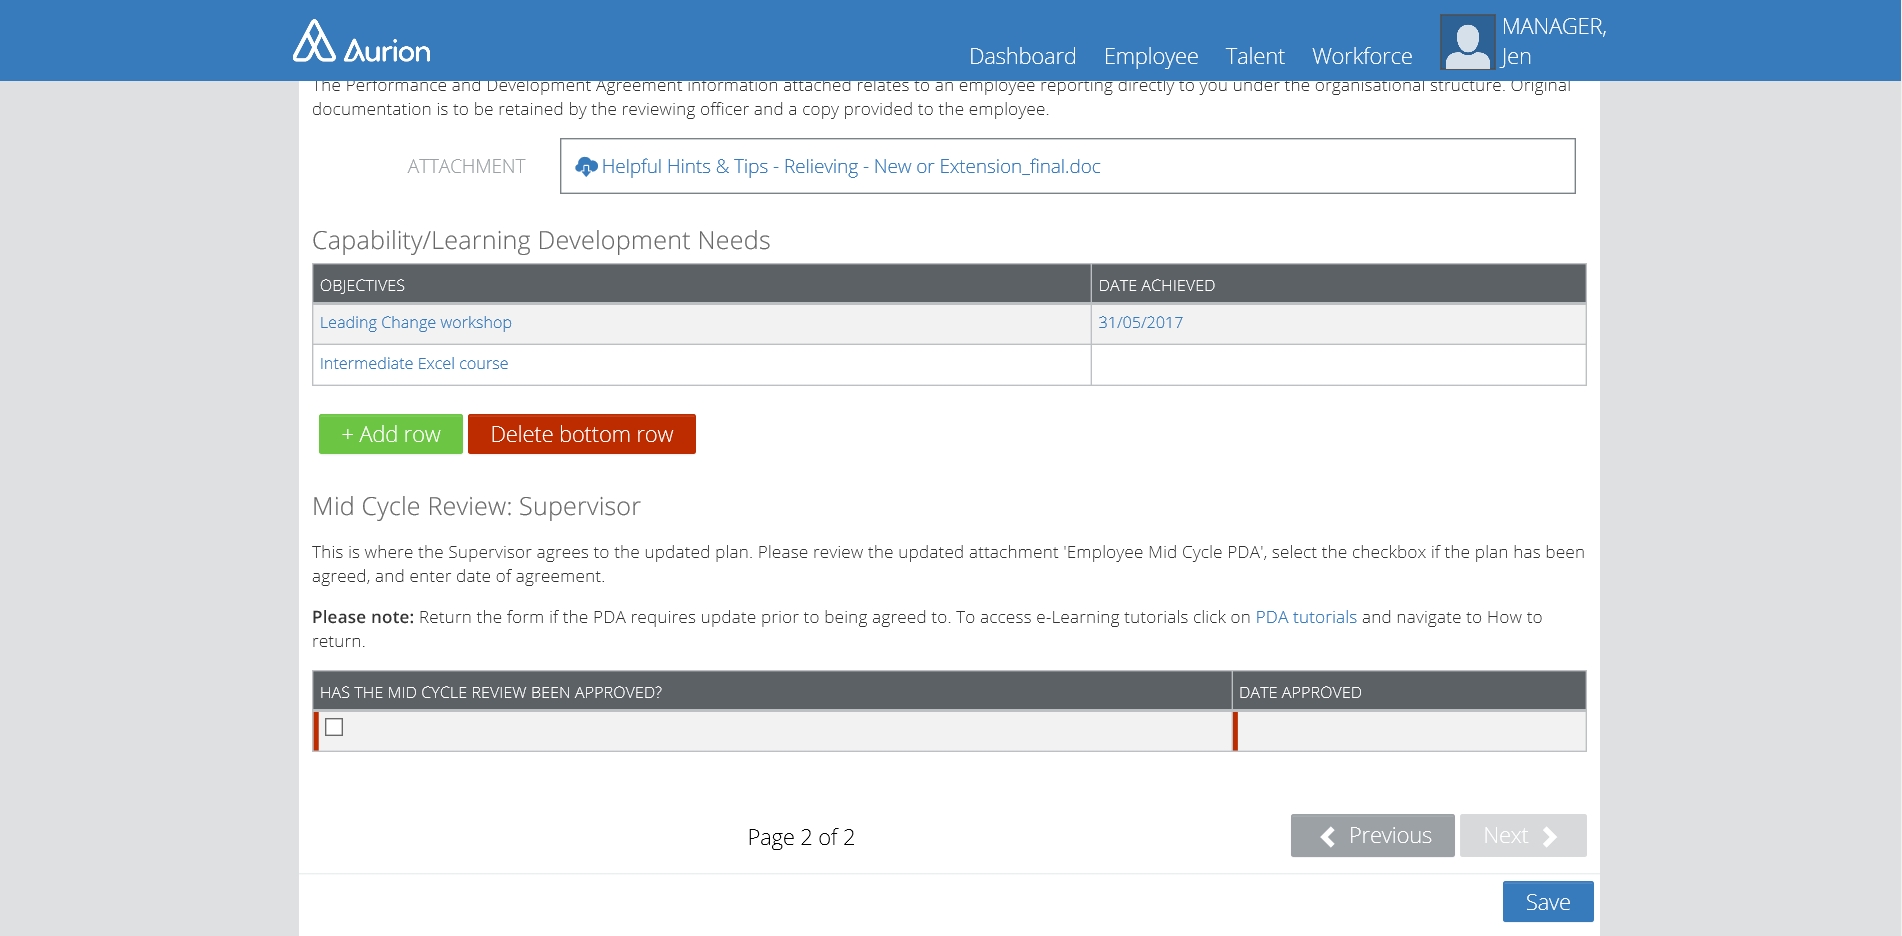 Aurion
Dashboard
Employee
Talent
Workforce
MANAGER,
Jen
The Performance and Development Agreement information attached relates to an employee reporting directly to you under the organisational structure. Original
documentation is to be retained by the reviewing officer and a copy provided to the employee.
ATTACHMENT
Helpful Hints & Tips - Relieving - New or Extension_final.doc
Capability/Learning Development Needs
OBJECTIVES
DATE ACHIEVED
Leading Change workshop
31/05/2017
Intermediate Excel course
+ Add row
Delete bottom row
Mid Cycle Review: Supervisor
This is where the Supervisor agrees to the updated plan. Please review the updated attachment 'Employee Mid Cycle PDA', select the checkbox if the plan has been
agreed, and enter date of agreement.
Please note: Return the form if the PDA requires update prior to being agreed to. To access e-Learning tutorials click on PDA tutorials and navigate to How to
return.
HAS THE MID CYCLE REVIEW BEEN APPROVED?
DATE APPROVED
Page 2 of 2
Previous
Next
Save